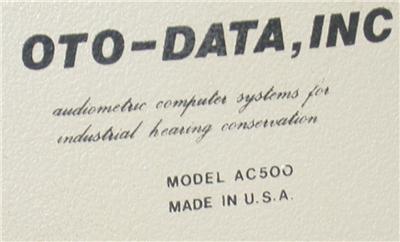 OTO-DATA, INC
audiometric computer systems for
industrial hearing conservation
MODEL AC500
MADE IN U.S.A.